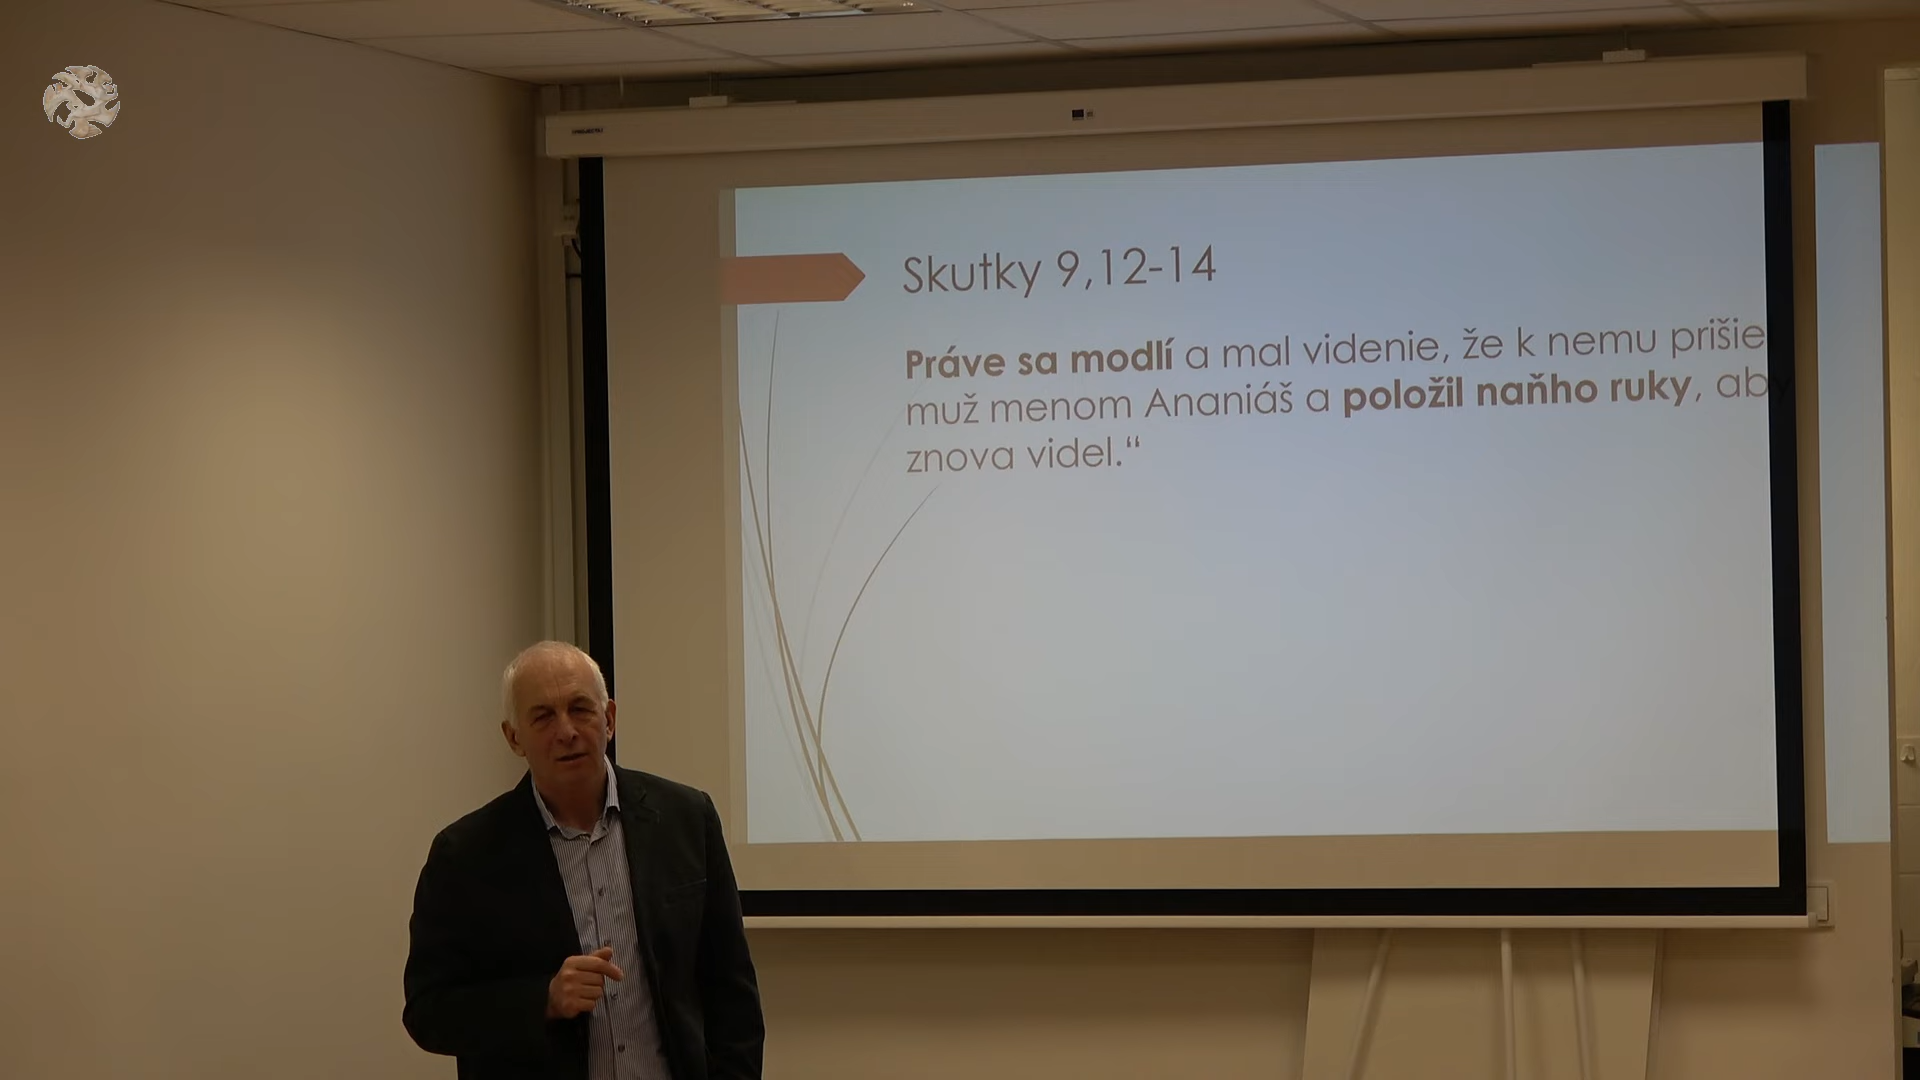 Skutky 9,12-14
Práve sa modlí a mal videnie, že k nemu prišie
muž menom Ananiáš a položil naňho ruky, aby
znova videl.“